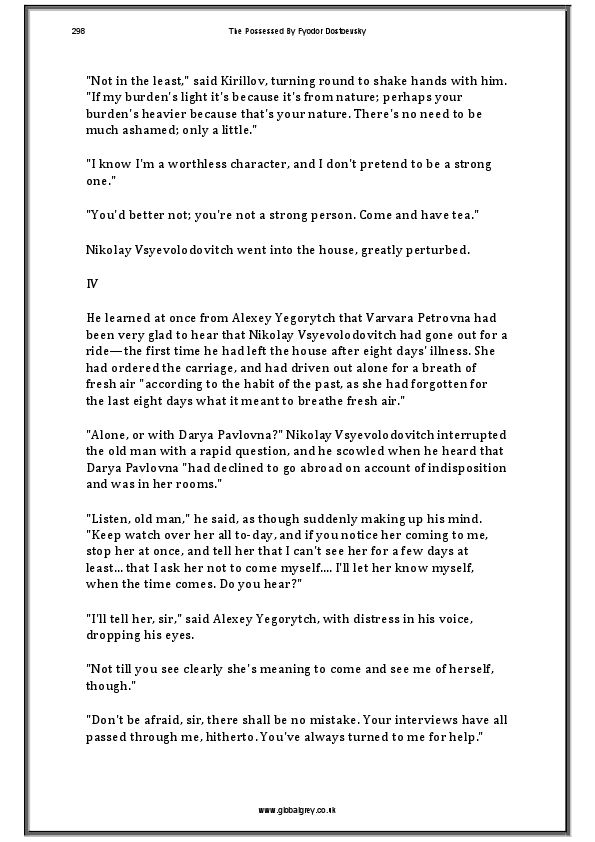 298
The Possessed By Fyodor Dostoevsky
"Not in the least," said Kirillov, turning round to shake hands with him.
"If my burden's light it's because it's from nature; perhaps your
burden's heavier because that's your nature. There's no need to be
much ashamed; only a little."
"I know I'm a worthless character, and I don't pretend to be a strong
one."
"You'd better not; you're not a strong person. Come and have tea."
Nikolay Vsyevolodovitch went into the house, greatly perturbed.
IV
He learned at once from Alexey Yegorytch that Varvara Petrovna had
been very glad to hear that Nikolay Vsyevolodovitch had gone out for a
ride—the first time he had left the house after eight days' illness. She
had ordered the carriage, and had driven out alone for a breath of
fresh air "according to the habit of the past, as she had forgotten for
the last eight days what it meant to breathe fresh air."
"Alone, or with Darya Pavlovna?" Nikolay Vsyevolodovitch interrupted
the old man with a rapid question, and he scowled when he heard that
Darya Pavlovna "had declined to go abroad on account of indisposition
and was in her rooms."
"Listen, old man," he said, as though suddenly making up his mind.
"Keep watch over her all to-day, and if you notice her coming to me,
stop her at once, and tell her that I can't see her for a few days at
least... that I ask her not to come myself.... I'll let her know myself,
when the time comes. Do you hear?"
"I'll tell her, sir," said Alexey Yegorytch, with distress in his voice,
dropping his eyes.
"Not till you see clearly she's meaning to come and see me of herself,
though."
"Don't be afraid, sir, there shall be no mistake. Your interviews have all
passed through me, hitherto. You've always turned to me for help."
www.globalgrey.co.uk